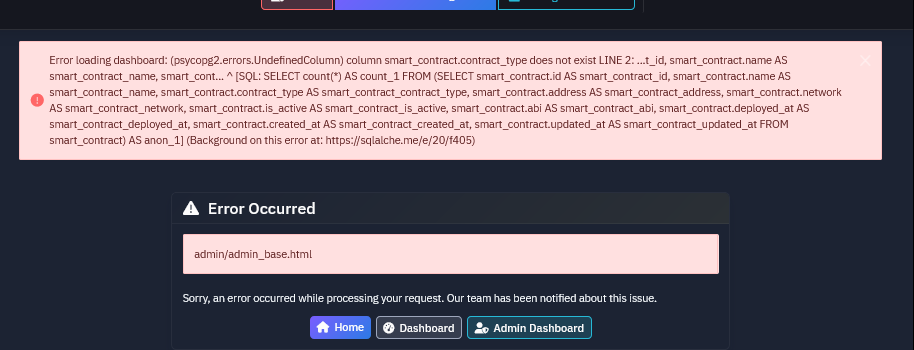 Error loading dashboard: (psycopg2.errors.UndefinedColumn) column smart_contract.contract_type does not exist LINE 2: ...t_id, smart_contract.name AS
smart_contract_name, smart_cont... ^ [SQL: SELECT count(*) AS count_1 FROM (SELECT smart_contract.id AS smart_contract_id, smart_contract.name AS
smart_contract_name, smart_contract.contract_type AS smart_contract_contract_type, smart_contract.address AS smart_contract_address, smart_contract.network
AS smart_contract_network, smart_contract.is_active AS smart_contract_is_active, smart_contract.abi AS smart_contract_abi, smart_contract.deployed_at AS
smart_contract_deployed_at, smart_contract.created_at AS smart_contract_created_at, smart_contract.updated_at AS smart_contract_updated_at FROM
smart_contract) AS anon_1] (Background on this error at: https://sqlalche.me/e/20/f405)
Error Occurred
admin/admin_base.html
Sorry, an error occurred while processing your request. Our team has been notified about this issue.
Home Dashboard Admin Dashboard